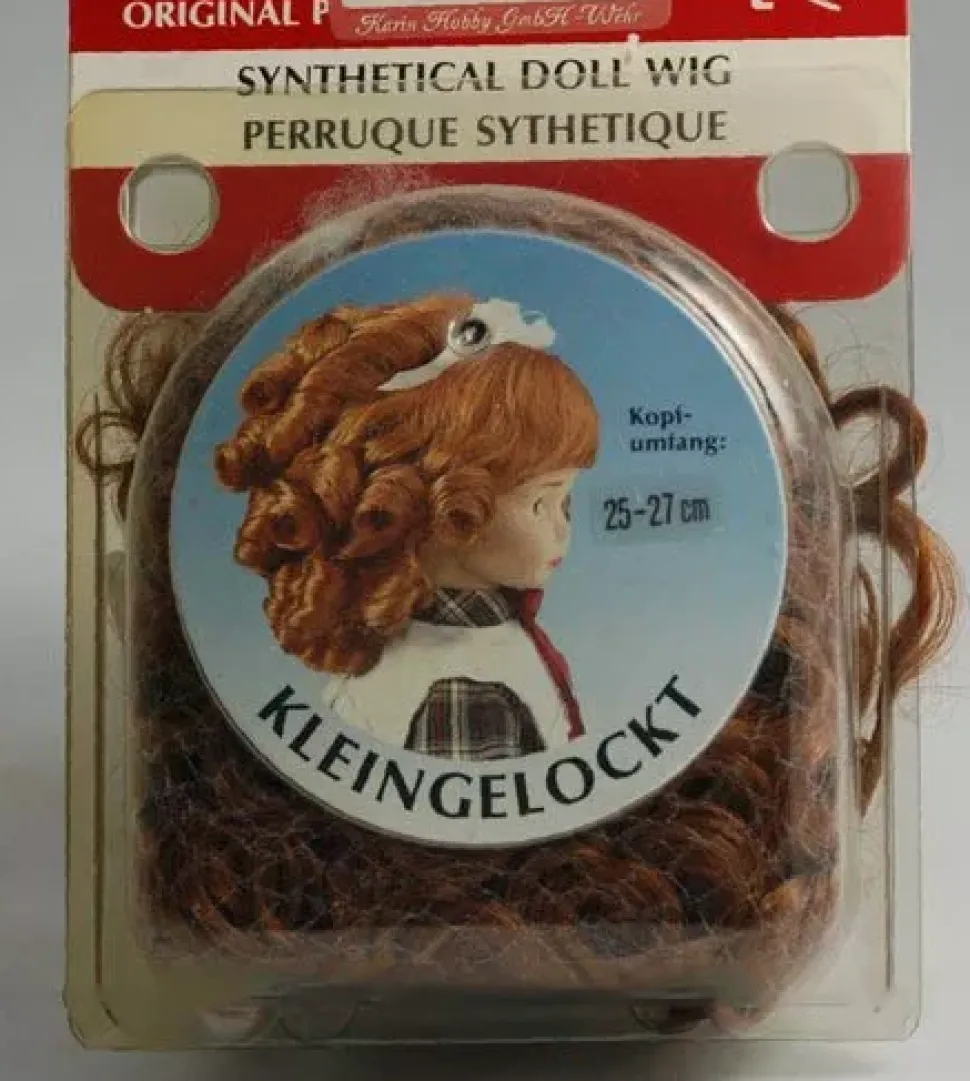 ORIGINAL P
Karin Hobby GmbH-Wehr
SYNTHETICAL DOLL WIG
PERRUQUE SYTHETIQUE
Kopf-
umfang:
25-27 cm
KLEINGELOCKT